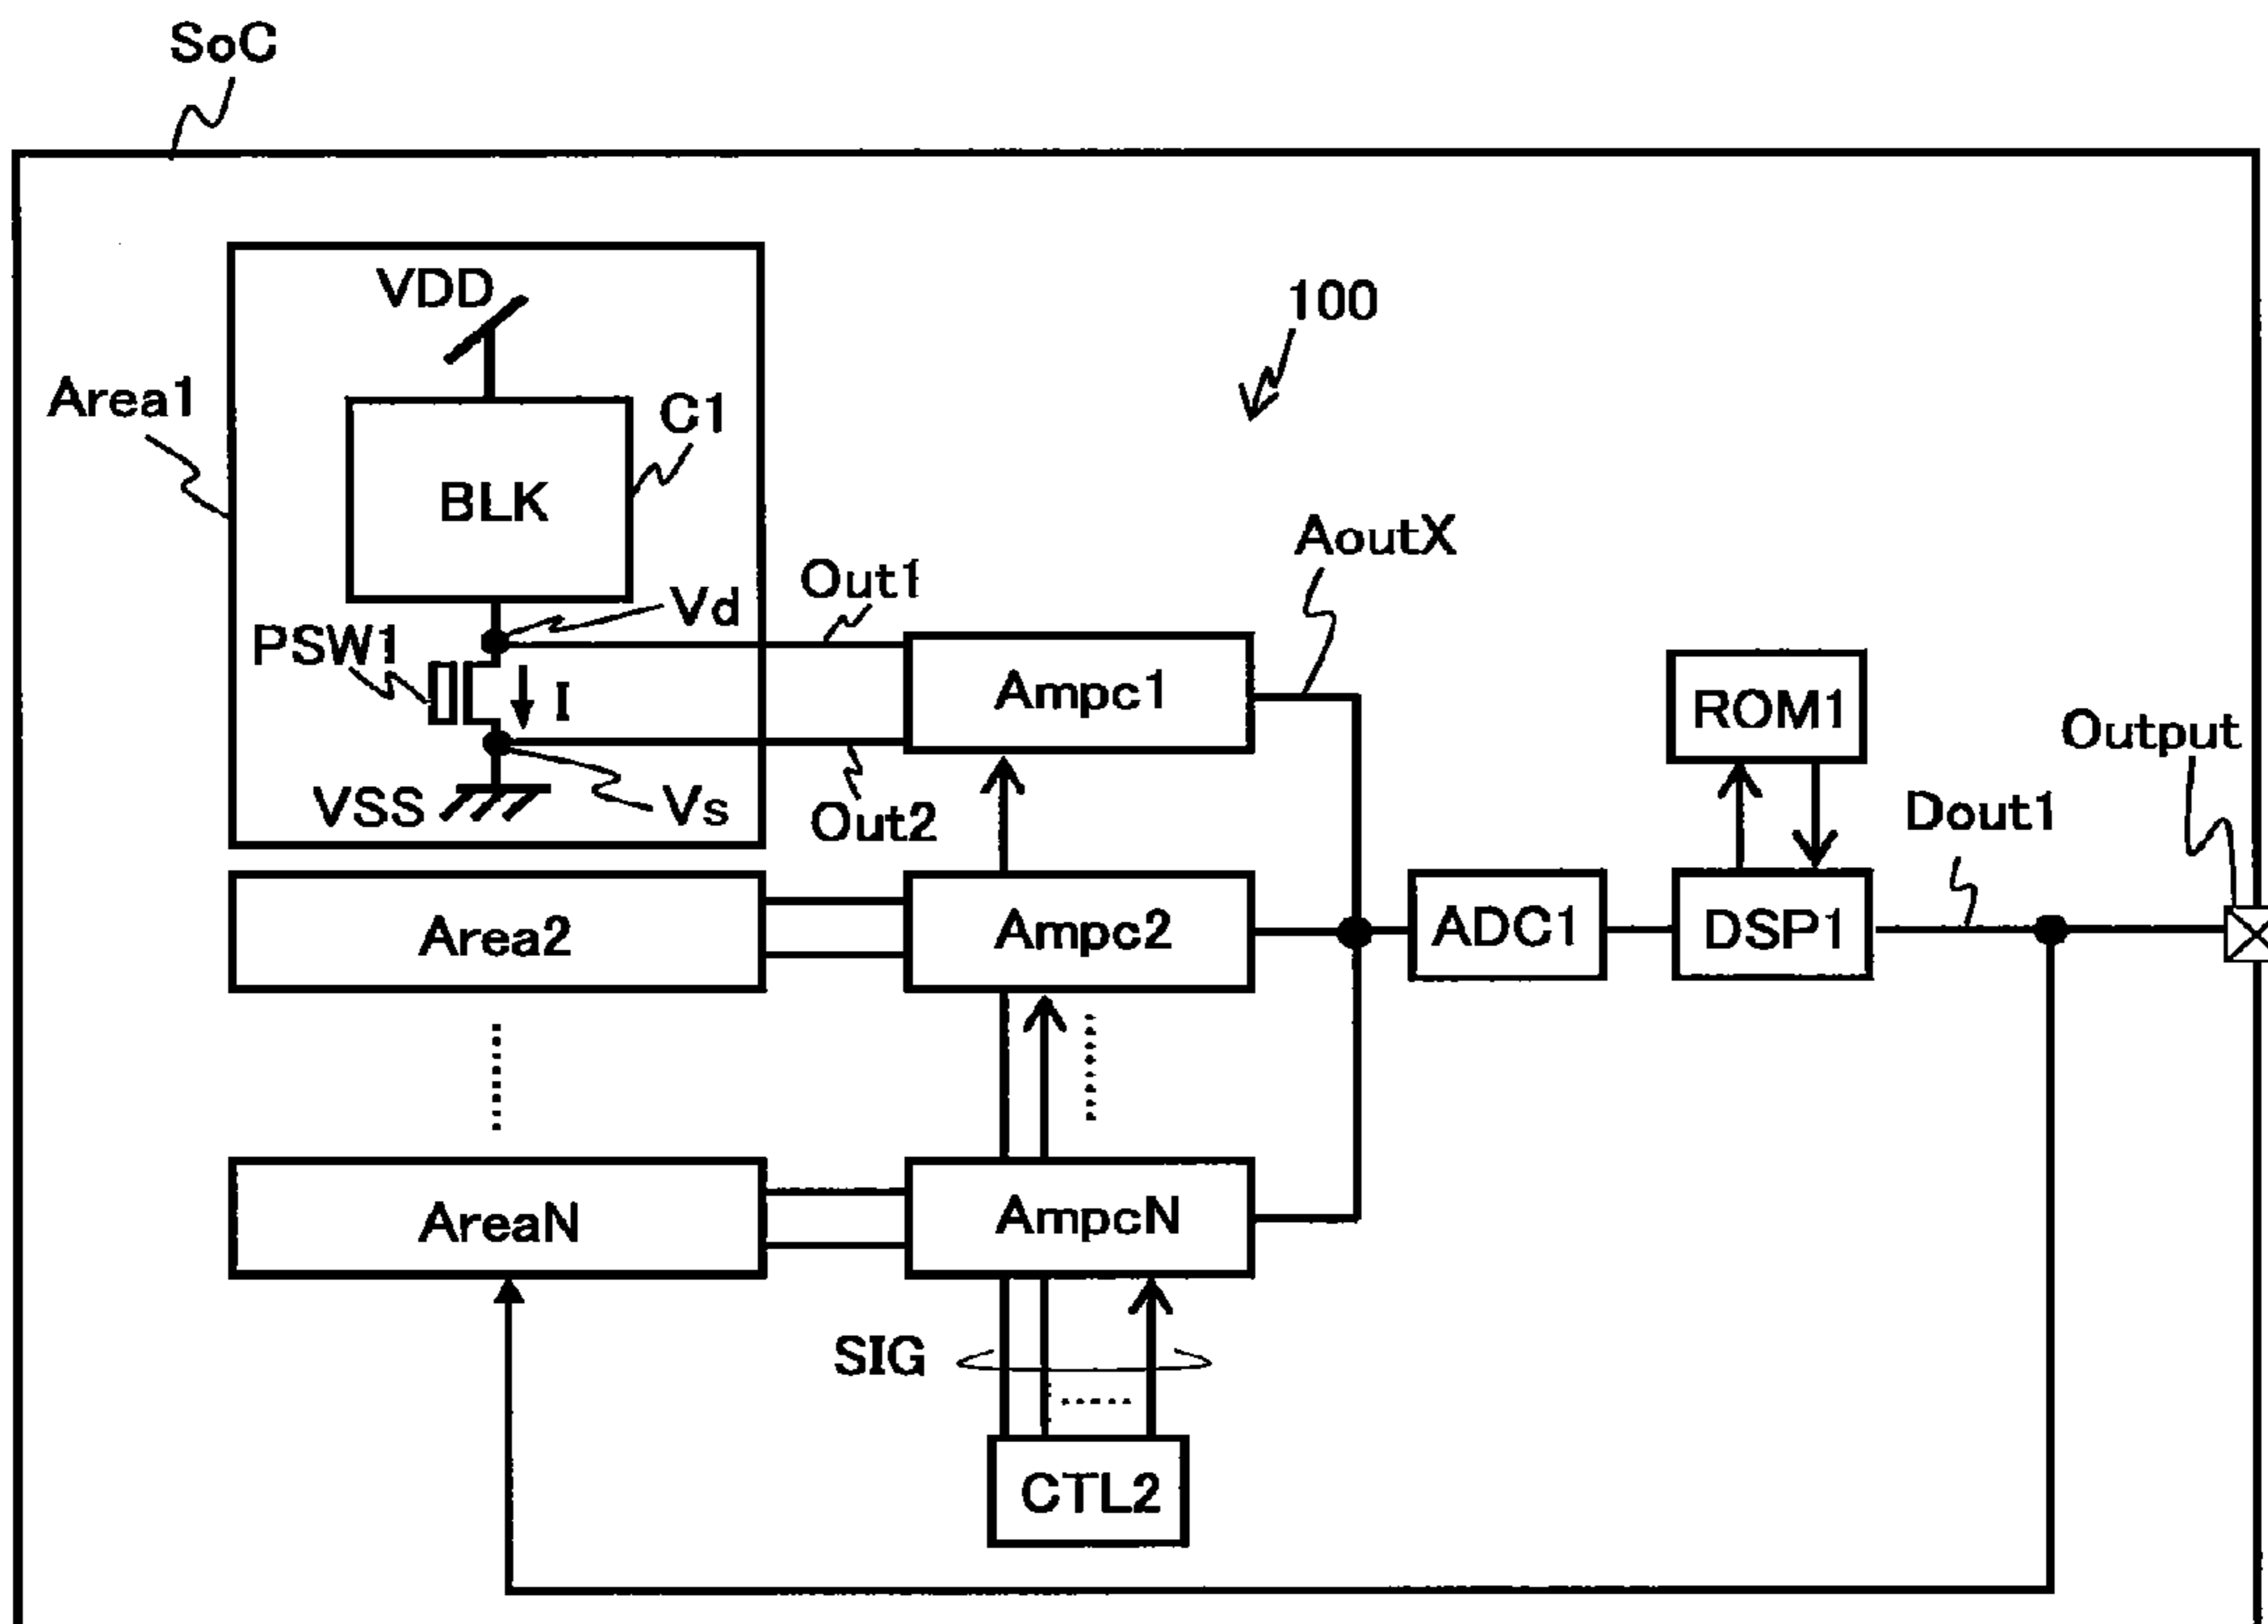 SoC
VDD
100
Area1
C1
BLK
AoutX
Out1
Vd
PSW1
I
Ampc1
ROM1
Output
VSS
Vs
Out2
Dout1
Area2
Ampc2
ADC1
DSP1
AreaN
AmpcN
SIG
CTL2